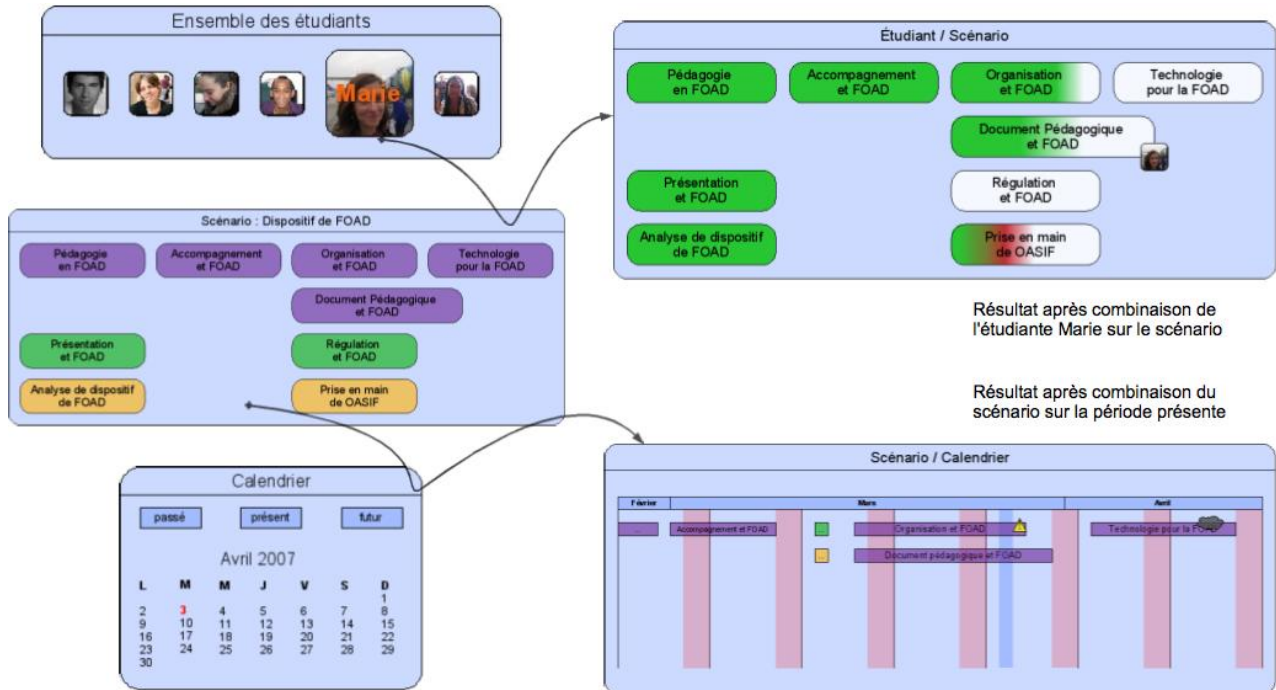 Ensemble des étudiants
Marie
Scénario : Dispositif de FOAD
Pédagogie
en FOAD
Accompagnement
et FOAD
Organisation
et FOAD
Technologie
pour la FOAD
Document Pédagogique
et FOAD
Présentation
et FOAD
Régulation
et FOAD
Analyse de dispositif
de FOAD
Prise en main
de OASIF
Calendrier
passé présent futur
Avril 2007
L M M J V S D
1
2 3 4 5 6 7 8
9 10 11 12 13 14 15
16 17 18 19 20 21 22
23 24 25 26 27 28 29
30
Étudiant / Scénario
Pédagogie
en FOAD
Accompagnement
et FOAD
Organisation
et FOAD
Technologie
pour la FOAD
Document Pédagogique
et FOAD
Présentation
et FOAD
Régulation
et FOAD
Analyse de dispositif
de FOAD
Prise en main
de OASIF
Résultat après combinaison de
l'étudiante Marie sur le scénario
Résultat après combinaison du
scénario sur la période présente
Scénario / Calendrier
Février Mars Avril
... Accompagnement et FOAD ... Organisation et FOAD Technologie pour la FOAD
... Document pédagogique et FOAD